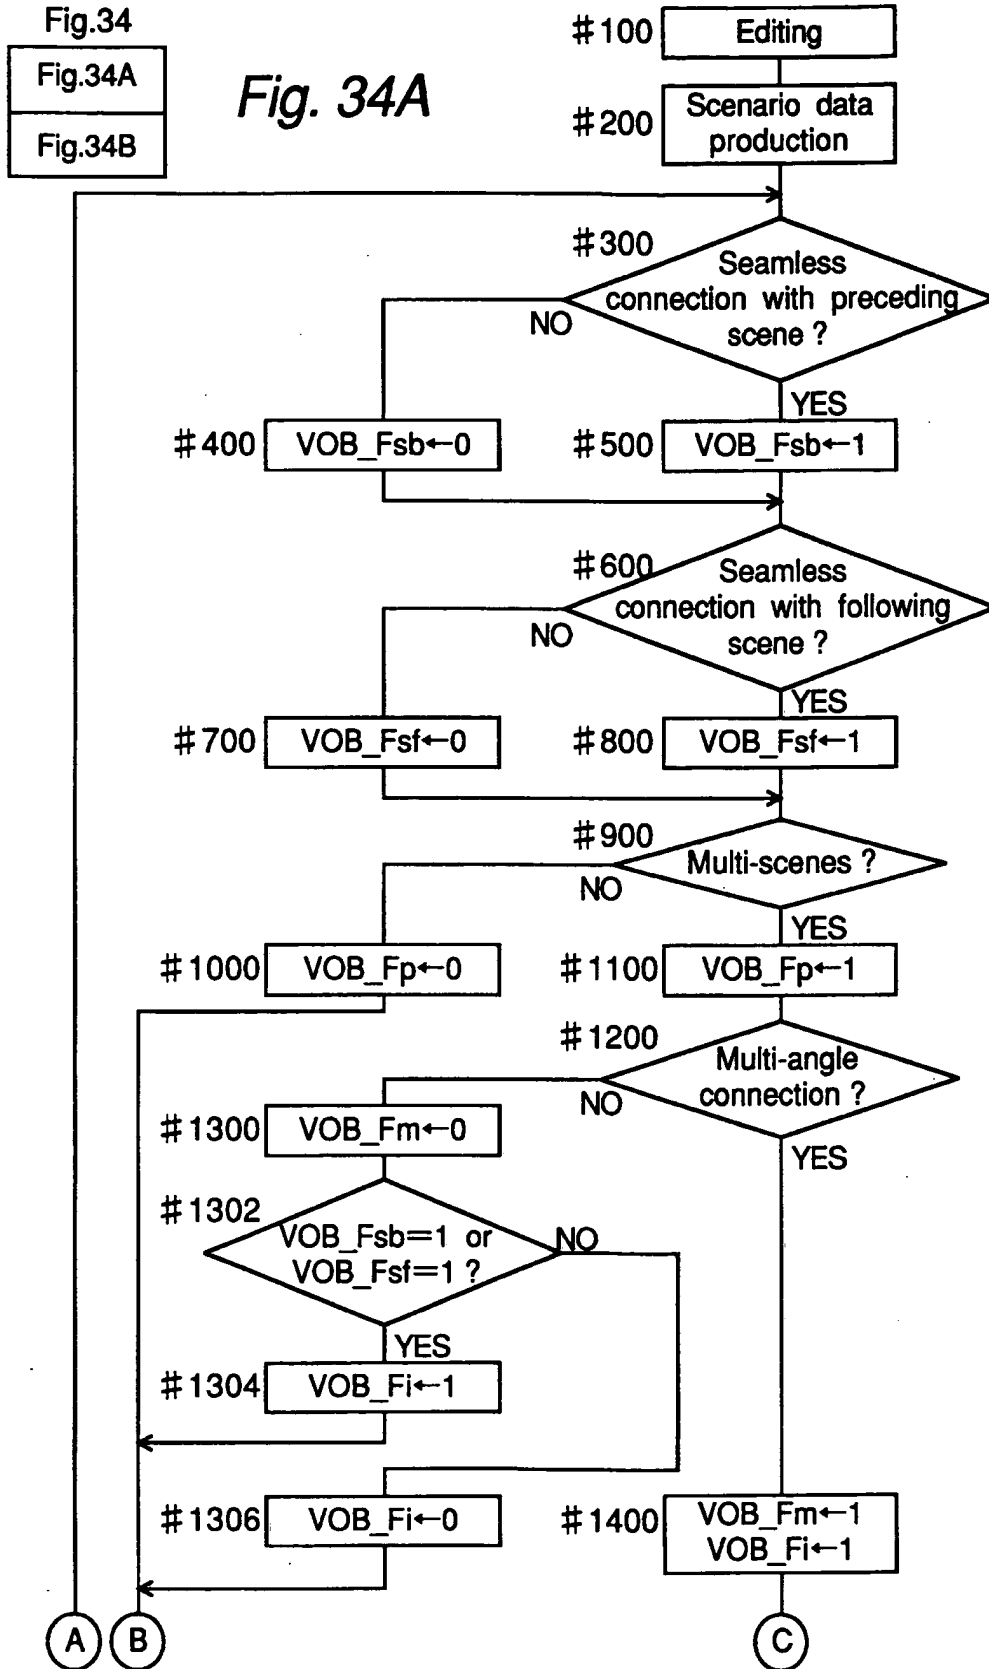 Fig.34
Fig.34A
Fig.34B
Fig. 34A
#100
Editing
#200
Scenario data
production
#300
Seamless
connection with preceding
scene ?
NO
YES
#400
VOB_Fsb←0
#500
VOB_Fsb←1
#600
Seamless
connection with following
scene ?
NO
YES
#700
VOB_Fsf←0
#800
VOB_Fsf←1
#900
Multi-scenes ?
NO
YES
#1000
VOB_Fp←0
#1100
VOB_Fp←1
#1200
Multi-angle
connection ?
NO
YES
#1300
VOB_Fm←0
#1302
VOB_Fsb=1 or
VOB_Fsf=1 ?
NO
YES
#1304
VOB_Fi←1
#1306
VOB_Fi←0
#1400
VOB_Fm←1
VOB_Fi←1
A
B
C